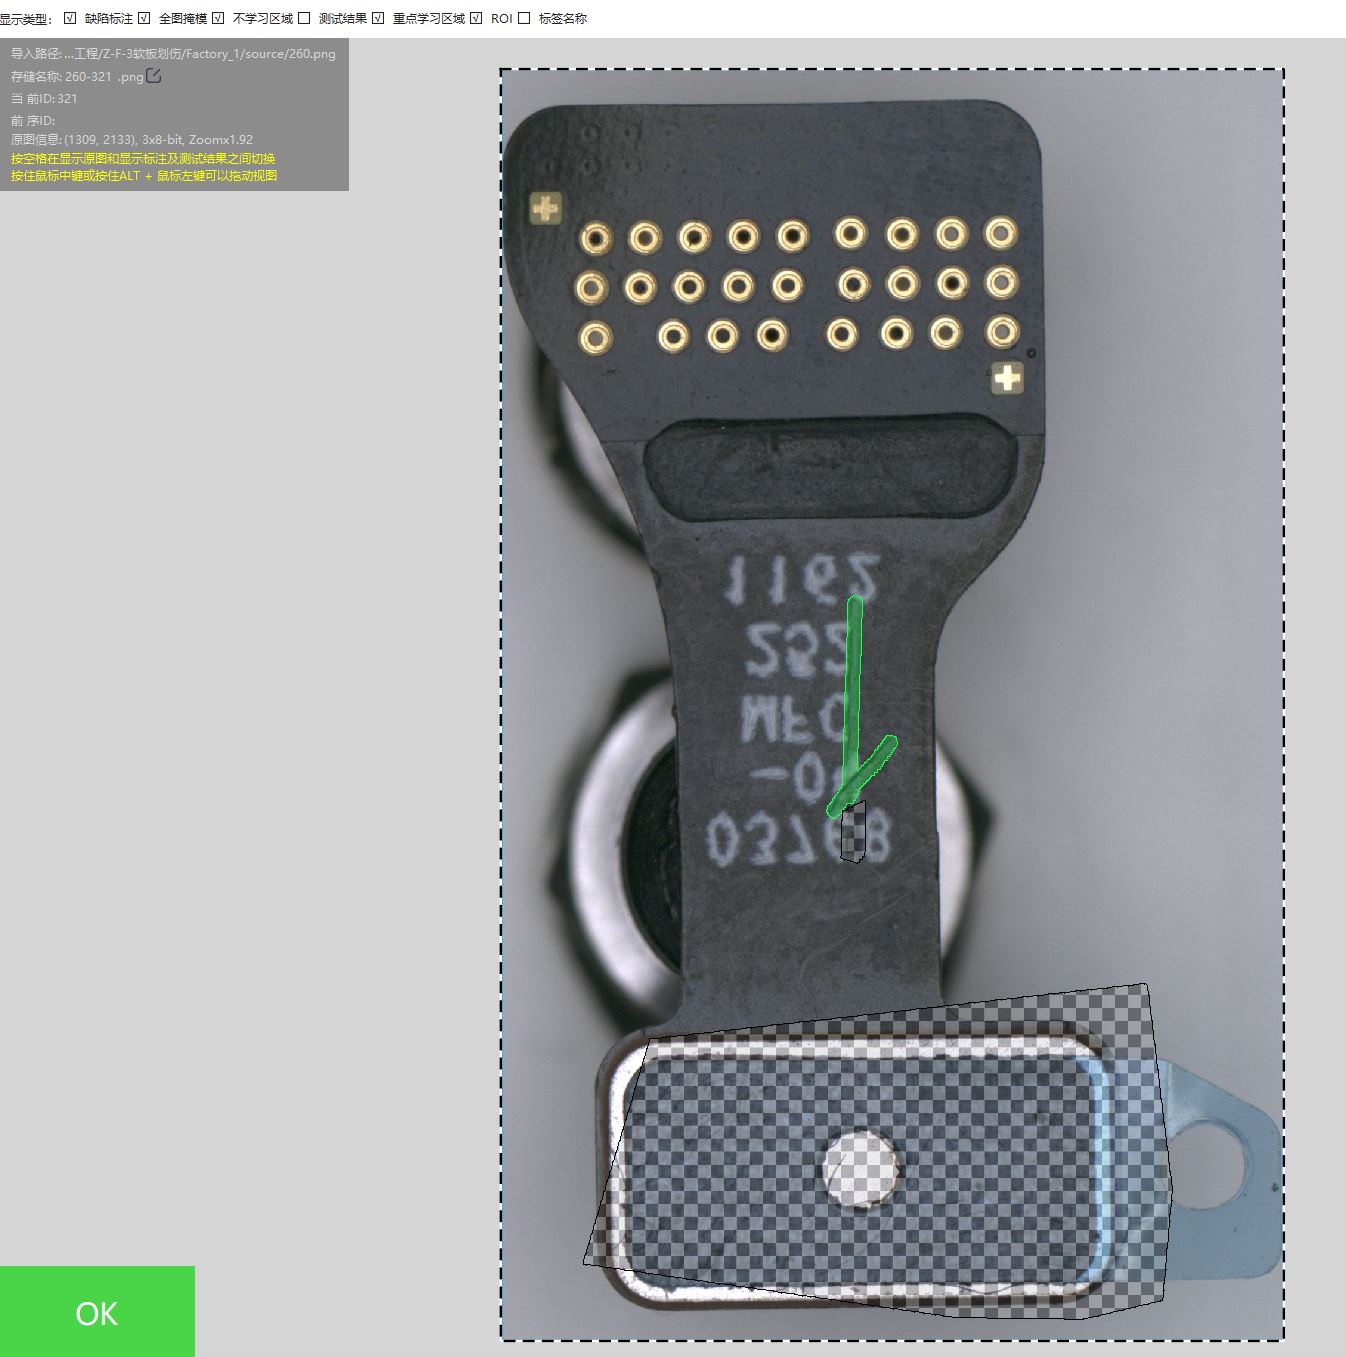 显示类型： 缺陷标注 全图掩模 不学习区域 测试结果 重点学习区域 ROI 标签名称
导入路径: ...工程/Z-F-3软板划伤/Factory_1/source/260.png
存储名称: 260-321 .png
当 前ID: 321
前 序ID:
原图信息: (1309, 2133), 3x8-bit, Zoomx1.92
按空格在显示原图和显示标注及测试结果之间切换
按住鼠标中键或按住ALT + 鼠标左键可以拖动视图
1162
252
MFC
03768
OK